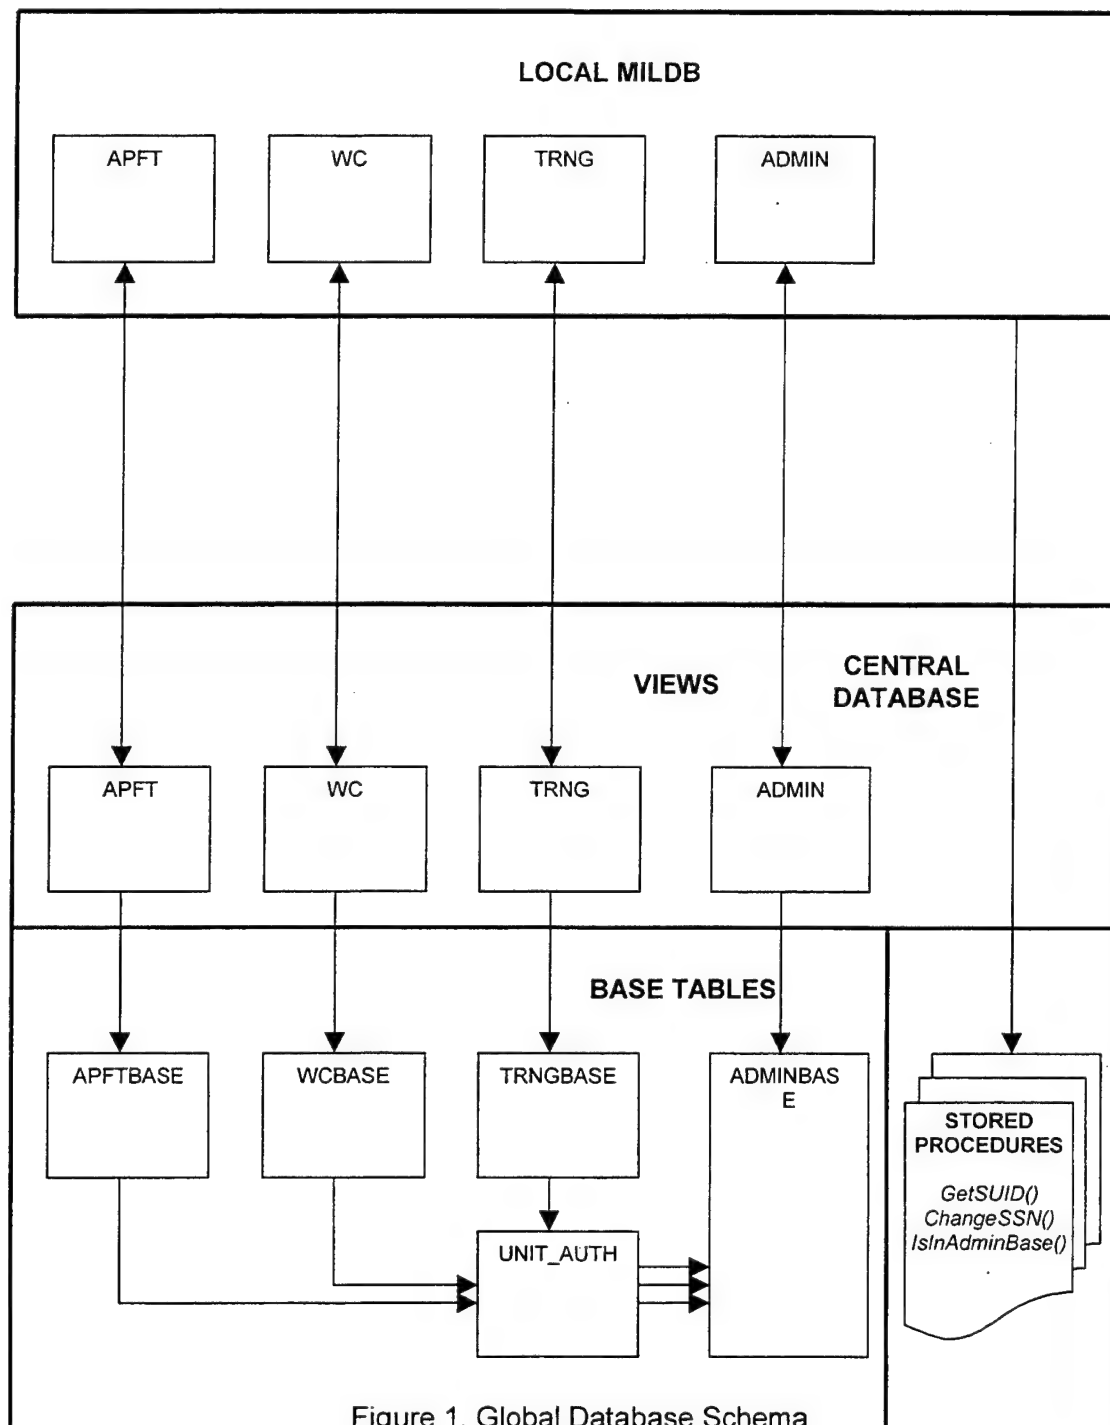 LOCAL MILDB
APFT
WC
TRNG
ADMIN
CENTRAL
DATABASE
VIEWS
APFT
WC
TRNG
ADMIN
BASE TABLES
APFTBASE
WCBASE
TRNGBASE
ADMINBAS
E
STORED
PROCEDURES
GetSUID()
ChangeSSN()
IsInAdminBase()
UNIT_AUTH
Figure 1. Global Database Schema